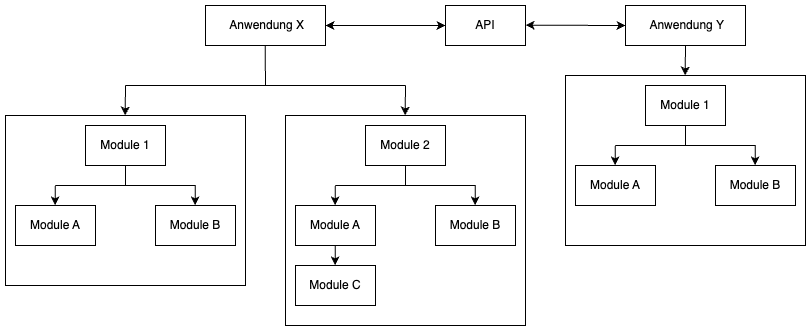 Anwendung X
API
Anwendung Y
Module 1
Module A
Module B
Module 2
Module A
Module B
Module C
Module 1
Module A
Module B